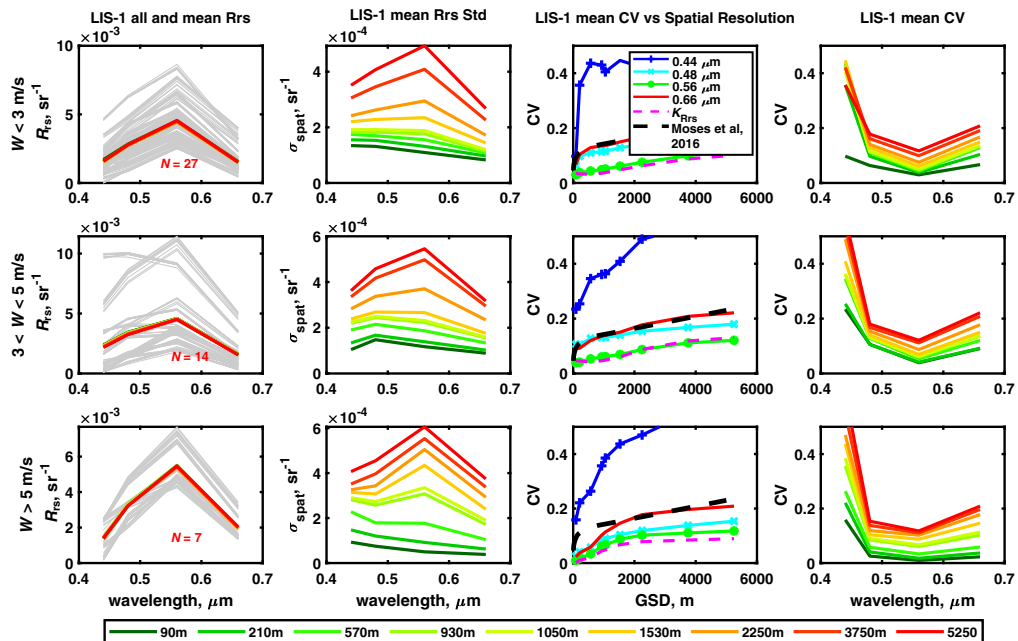 LIS-1 all and mean Rrs
LIS-1 mean Rrs Std
LIS-1 mean CV vs Spatial Resolution
LIS-1 mean CV
W < 3 m/s
R_rs, sr^-1
×10^-3
10
5
0
0.4 0.5 0.6 0.7
N = 27
σ_spat, sr^-1
×10^-4
4
2
0
0.4 0.5 0.6 0.7
CV
0.4
0.2
0
0 2000 4000 6000
0.44 μm
0.48 μm
0.56 μm
0.66 μm
K_Rrs
Moses et al,
2016
CV
0.4
0.2
0
0.4 0.5 0.6 0.7
3 < W < 5 m/s
R_rs, sr^-1
×10^-3
10
5
0
0.4 0.5 0.6 0.7
N = 14
σ_spat, sr^-1
×10^-4
6
4
2
0
0.4 0.5 0.6 0.7
CV
0.4
0.2
0
0 2000 4000 6000
CV
0.4
0.2
0
0.4 0.5 0.6 0.7
W > 5 m/s
R_rs, sr^-1
×10^-3
6
4
2
0
0.4 0.5 0.6 0.7
N = 7
wavelength, μm
σ_spat, sr^-1
×10^-4
6
4
2
0
0.4 0.5 0.6 0.7
wavelength, μm
CV
0.4
0.2
0
0 2000 4000 6000
GSD, m
CV
0.4
0.2
0
0.4 0.5 0.6 0.7
wavelength, μm
90m 210m 570m 930m 1050m 1530m 2250m 3750m 5250